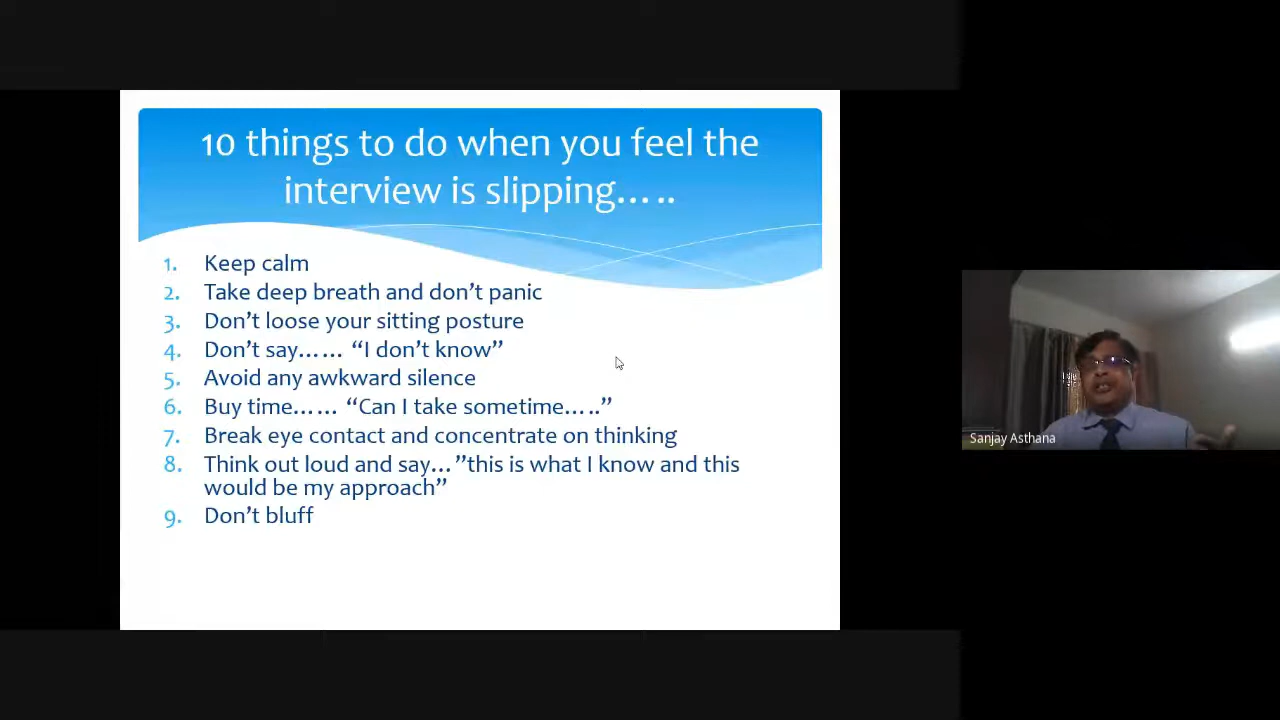 10 things to do when you feel the
interview is slipping…..
1. Keep calm
2. Take deep breath and don’t panic
3. Don’t loose your sitting posture
4. Don’t say…… “I don’t know”
5. Avoid any awkward silence
6. Buy time…… “Can I take sometime…..”
7. Break eye contact and concentrate on thinking
8. Think out loud and say…”this is what I know and this
would be my approach”
9. Don’t bluff
Sanjay Asthana